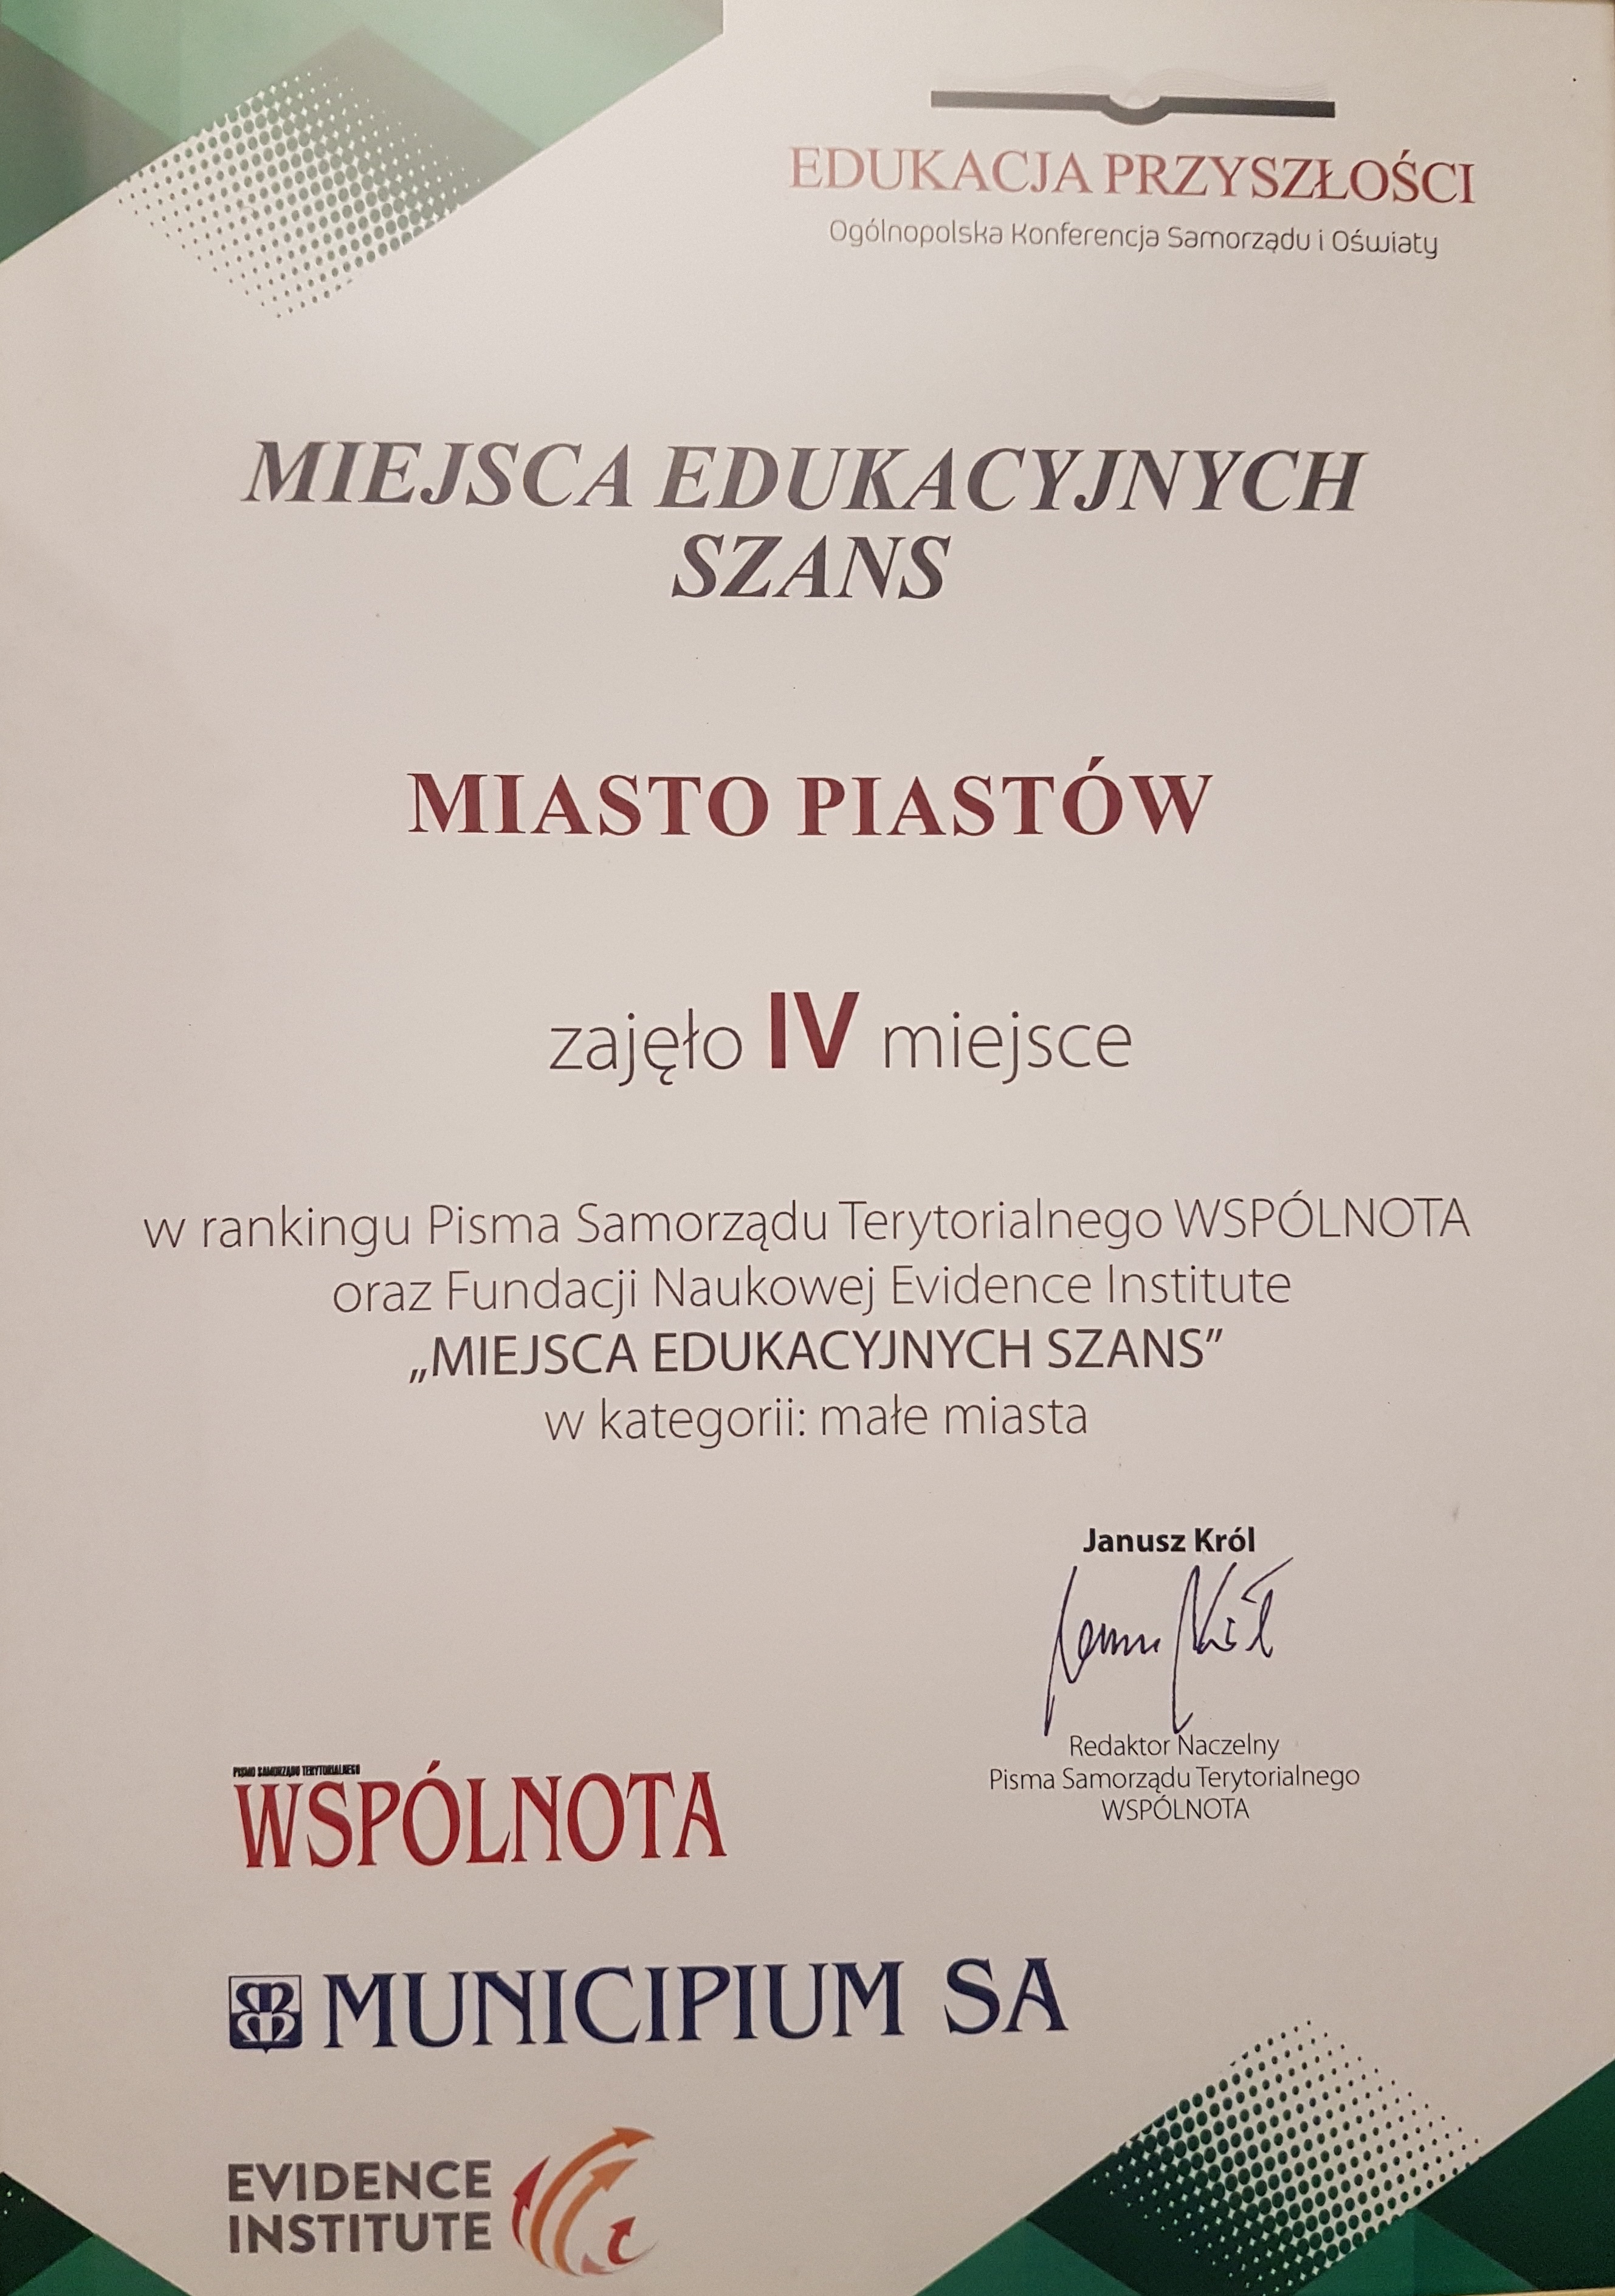 EDUKACJA PRZYSZŁOŚCI
Ogólnopolska Konferencja Samorządu i Oświaty
MIEJSCA EDUKACYJNYCH
SZANS
MIASTO PIASTÓW
zajęło IV miejsce
w rankingu Pisma Samorządu Terytorialnego WSPÓLNOTA
oraz Fundacji Naukowej Evidence Institute
„MIEJSCA EDUKACYJNYCH SZANS”
w kategorii: małe miasta
Janusz Król
Janusz Król
Redaktor Naczelny
Pisma Samorządu Terytorialnego
WSPÓLNOTA
PISMO SAMORZĄDU TERYTORIALNEGO
WSPÓLNOTA
MUNICIPIUM SA
EVIDENCE
INSTITUTE